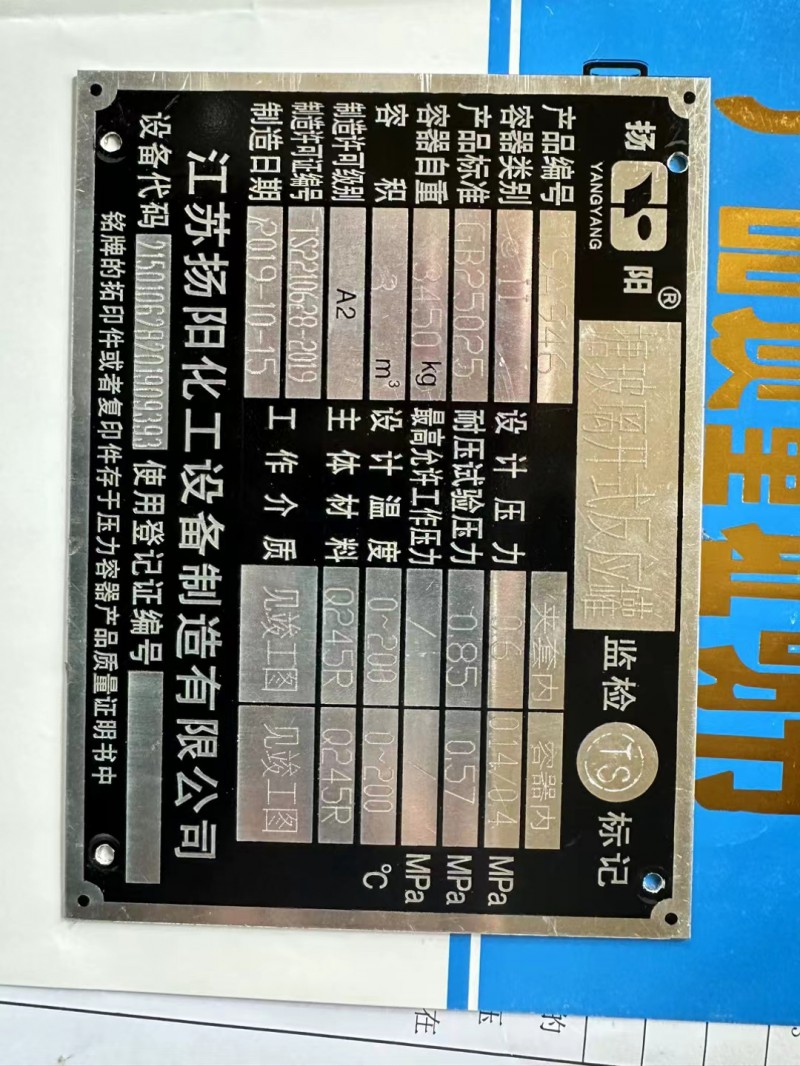 扬 阳 ®
YANGYANG
搪玻璃开式反应罐
监检 TS 标记
产品编号
夹套内 容器内
容器类别 II 设计压力 0.6 MPa
产品标准 GB25025 耐压试验压力 0.85 0.57 MPa
容器自重 3450 kg 最高允许工作压力 / / MPa
容积 3 m³ 设计温度 0~200 0~200 ℃
制造许可级别 A2 主体材料 Q245R Q245R
制造许可证编号 TS2210628-2019 工作介质 见竣工图 见竣工图
制造日期 2019-10-15
江苏扬阳化工设备制造有限公司
设备代码 使用登记证编号
铭牌的拓印件或者复印件存于压力容器产品质量证明书中
的
压
在